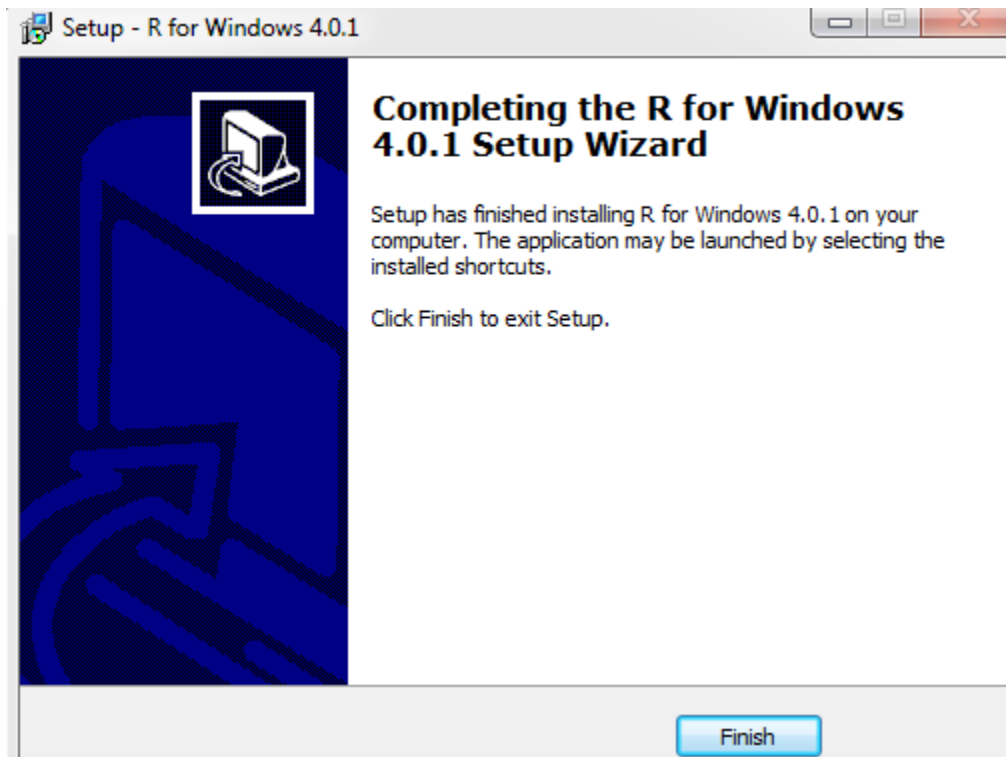 Setup - R for Windows 4.0.1
Completing the R for Windows
4.0.1 Setup Wizard
Setup has finished installing R for Windows 4.0.1 on your
computer. The application may be launched by selecting the
installed shortcuts.
Click Finish to exit Setup.
Finish